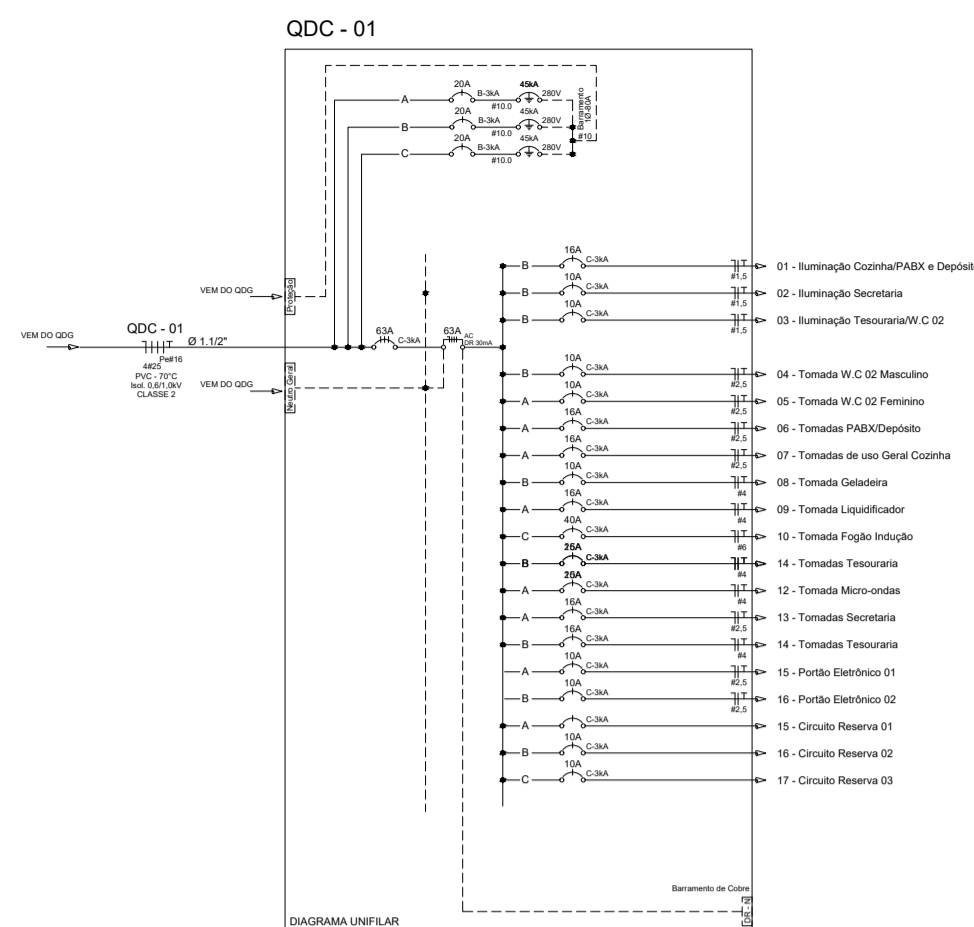 QDC - 01
A
20A
B-3kA
#10.0
45kA
280V
B
20A
B-3kA
#10.0
45kA
280V
C
20A
B-3kA
#10.0
45kA
280V
Barramento
1Ø-80A
#10
VEM DO QDG
Proteção
VEM DO QDG
QDC - 01
Ø 1.1/2"
Pe#16
4#25
PVC - 70°C
Isol. 0,6/1,0kV
CLASSE 2
VEM DO QDG
Neutro Geral
63A
C-3kA
63A
AC
DR 30mA
B 16A C-3kA #1,5 01 - Iluminação Cozinha/PABX e Depósit
B 10A C-3kA #1,5 02 - Iluminação Secretaria
B 10A C-3kA #1,5 03 - Iluminação Tesouraria/W.C 02
B 10A C-3kA #2,5 04 - Tomada W.C 02 Masculino
A 10A C-3kA #2,5 05 - Tomada W.C 02 Feminino
A 16A C-3kA #2,5 06 - Tomadas PABX/Depósito
A 16A C-3kA #2,5 07 - Tomadas de uso Geral Cozinha
B 10A C-3kA #4 08 - Tomada Geladeira
A 16A C-3kA #4 09 - Tomada Liquidificador
C 40A C-3kA #6 10 - Tomada Fogão Indução
B C-3kA #4 14 - Tomadas Tesouraria
A C-3kA #4 12 - Tomada Micro-ondas
A 16A C-3kA #2,5 13 - Tomadas Secretaria
B 16A C-3kA #4 14 - Tomadas Tesouraria
A 10A C-3kA #2,5 15 - Portão Eletrônico 01
B 10A C-3kA #2,5 16 - Portão Eletrônico 02
A 10A C-3kA 15 - Circuito Reserva 01
B 10A C-3kA 16 - Circuito Reserva 02
C 10A C-3kA 17 - Circuito Reserva 03
Barramento de Cobre
DR - N
DIAGRAMA UNIFILAR